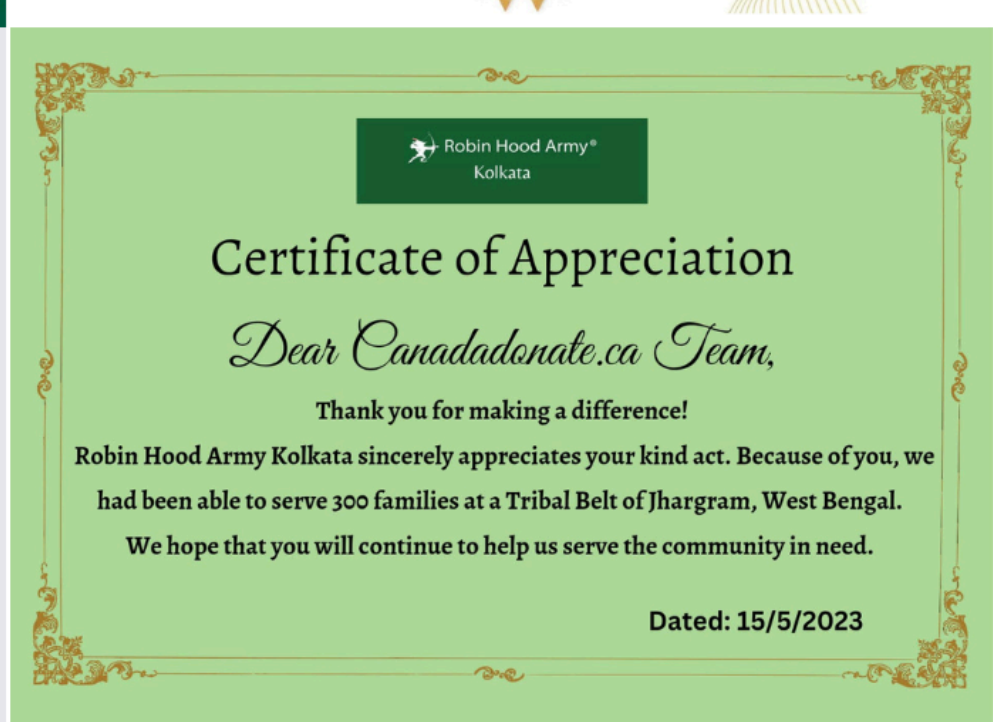 Robin Hood Army®
Kolkata
Certificate of Appreciation
Dear Canadadonate.ca Team,
Thank you for making a difference!
Robin Hood Army Kolkata sincerely appreciates your kind act. Because of you, we
had been able to serve 300 families at a Tribal Belt of Jhargram, West Bengal.
We hope that you will continue to help us serve the community in need.
Dated: 15/5/2023